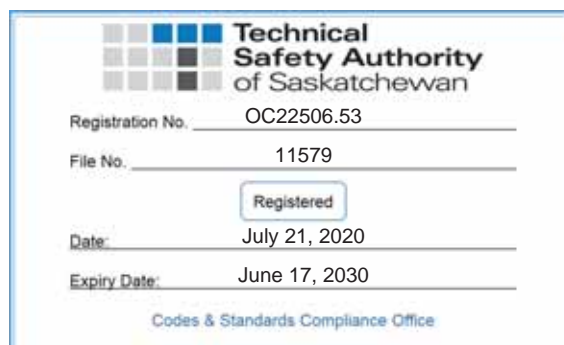 Technical
Safety Authority
of Saskatchewan
Registration No. OC22506.53
File No. 11579
Registered
Date: July 21, 2020
Expiry Date: June 17, 2030
Codes & Standards Compliance Office